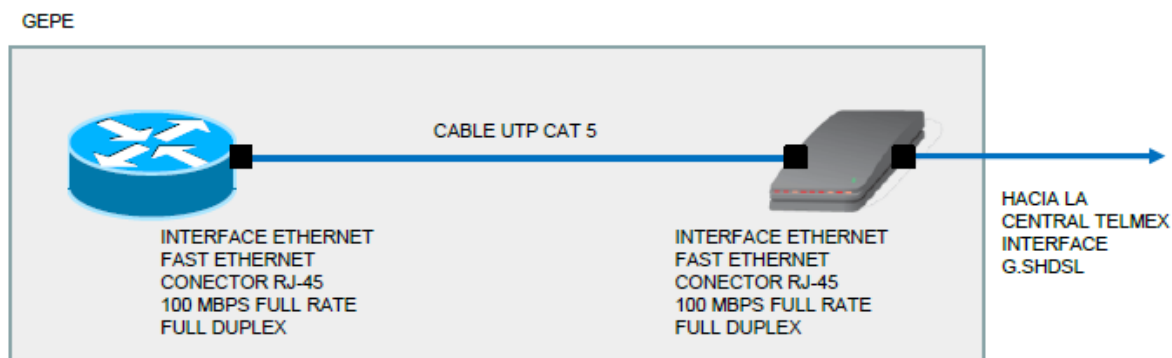 GEPE
CABLE UTP CAT 5
INTERFACE ETHERNET
FAST ETHERNET
CONECTOR RJ-45
100 MBPS FULL RATE
FULL DUPLEX
INTERFACE ETHERNET
FAST ETHERNET
CONECTOR RJ-45
100 MBPS FULL RATE
FULL DUPLEX
HACIA LA
CENTRAL TELMEX
INTERFACE
G.SHDSL